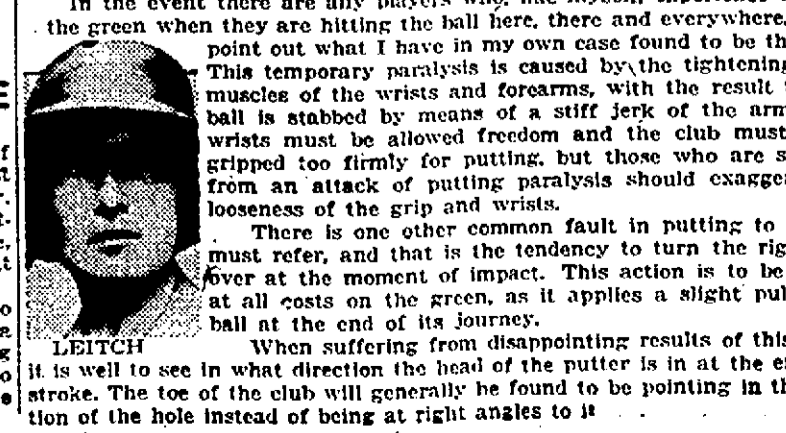 In the event there are any players who, like myself, experience
the green when they are hitting the ball here, there and everywhere,
point out what I have in my own case found to be th
This temporary paralysis is caused by the tightening
muscles of the wrists and forearms, with the result
ball is stabbed by means of a stiff jerk of the arm
wrists must be allowed freedom and the club must
gripped too firmly for putting, but those who are s
from an attack of putting paralysis should exagge
looseness of the grip and wrists.
There is one other common fault in putting to
must refer, and that is the tendency to turn the rig
over at the moment of impact. This action is to be
at all costs on the green, as it applies a slight pul
ball at the end of its journey.
LEITCH
When suffering from disappointing results of this
it is well to see in what direction the head of the putter is in at the e
stroke. The toe of the club will generally be found to be pointing in th
tion of the hole instead of being at right angles to it